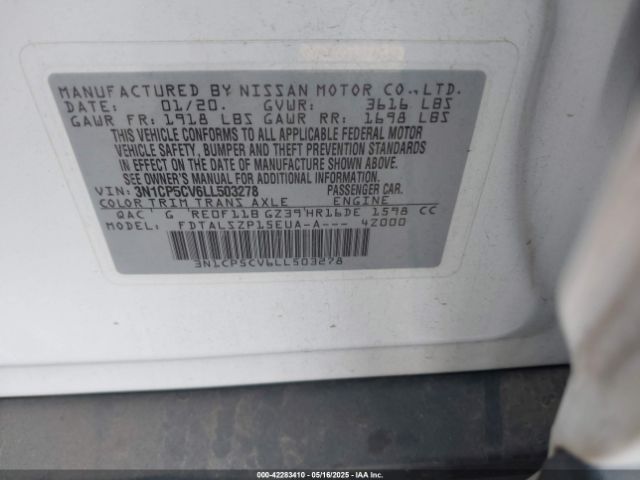 MANUFACTURED BY NISSAN MOTOR CO.,LTD.
DATE: 01/20. GVWR: 3616 LBS
GAWR FR: 1918 LBS GAWR RR: 1698 LBS
THIS VEHICLE CONFORMS TO ALL APPLICABLE FEDERAL MOTOR
VEHICLE SAFETY, BUMPER AND THEFT PREVENTION STANDARDS
IN EFFECT ON THE DATE OF MANUFACTURE SHOWN ABOVE.
SEE OWNER'S MANUAL FOR ADDITIONAL INFORMATION.
VIN: 3N1CP5CV6LL503278 PASSENGER CAR.
COLOR TRIM TRANS AXLE ENGINE
QAC G RE0F11B GZ39 HR16DE 1598 CC
MODEL: FDTALSZP15EUA-A--- 42000
3N1CP5CV6LL503278
000-42283410 | 05/16/2025 | IAA Inc.